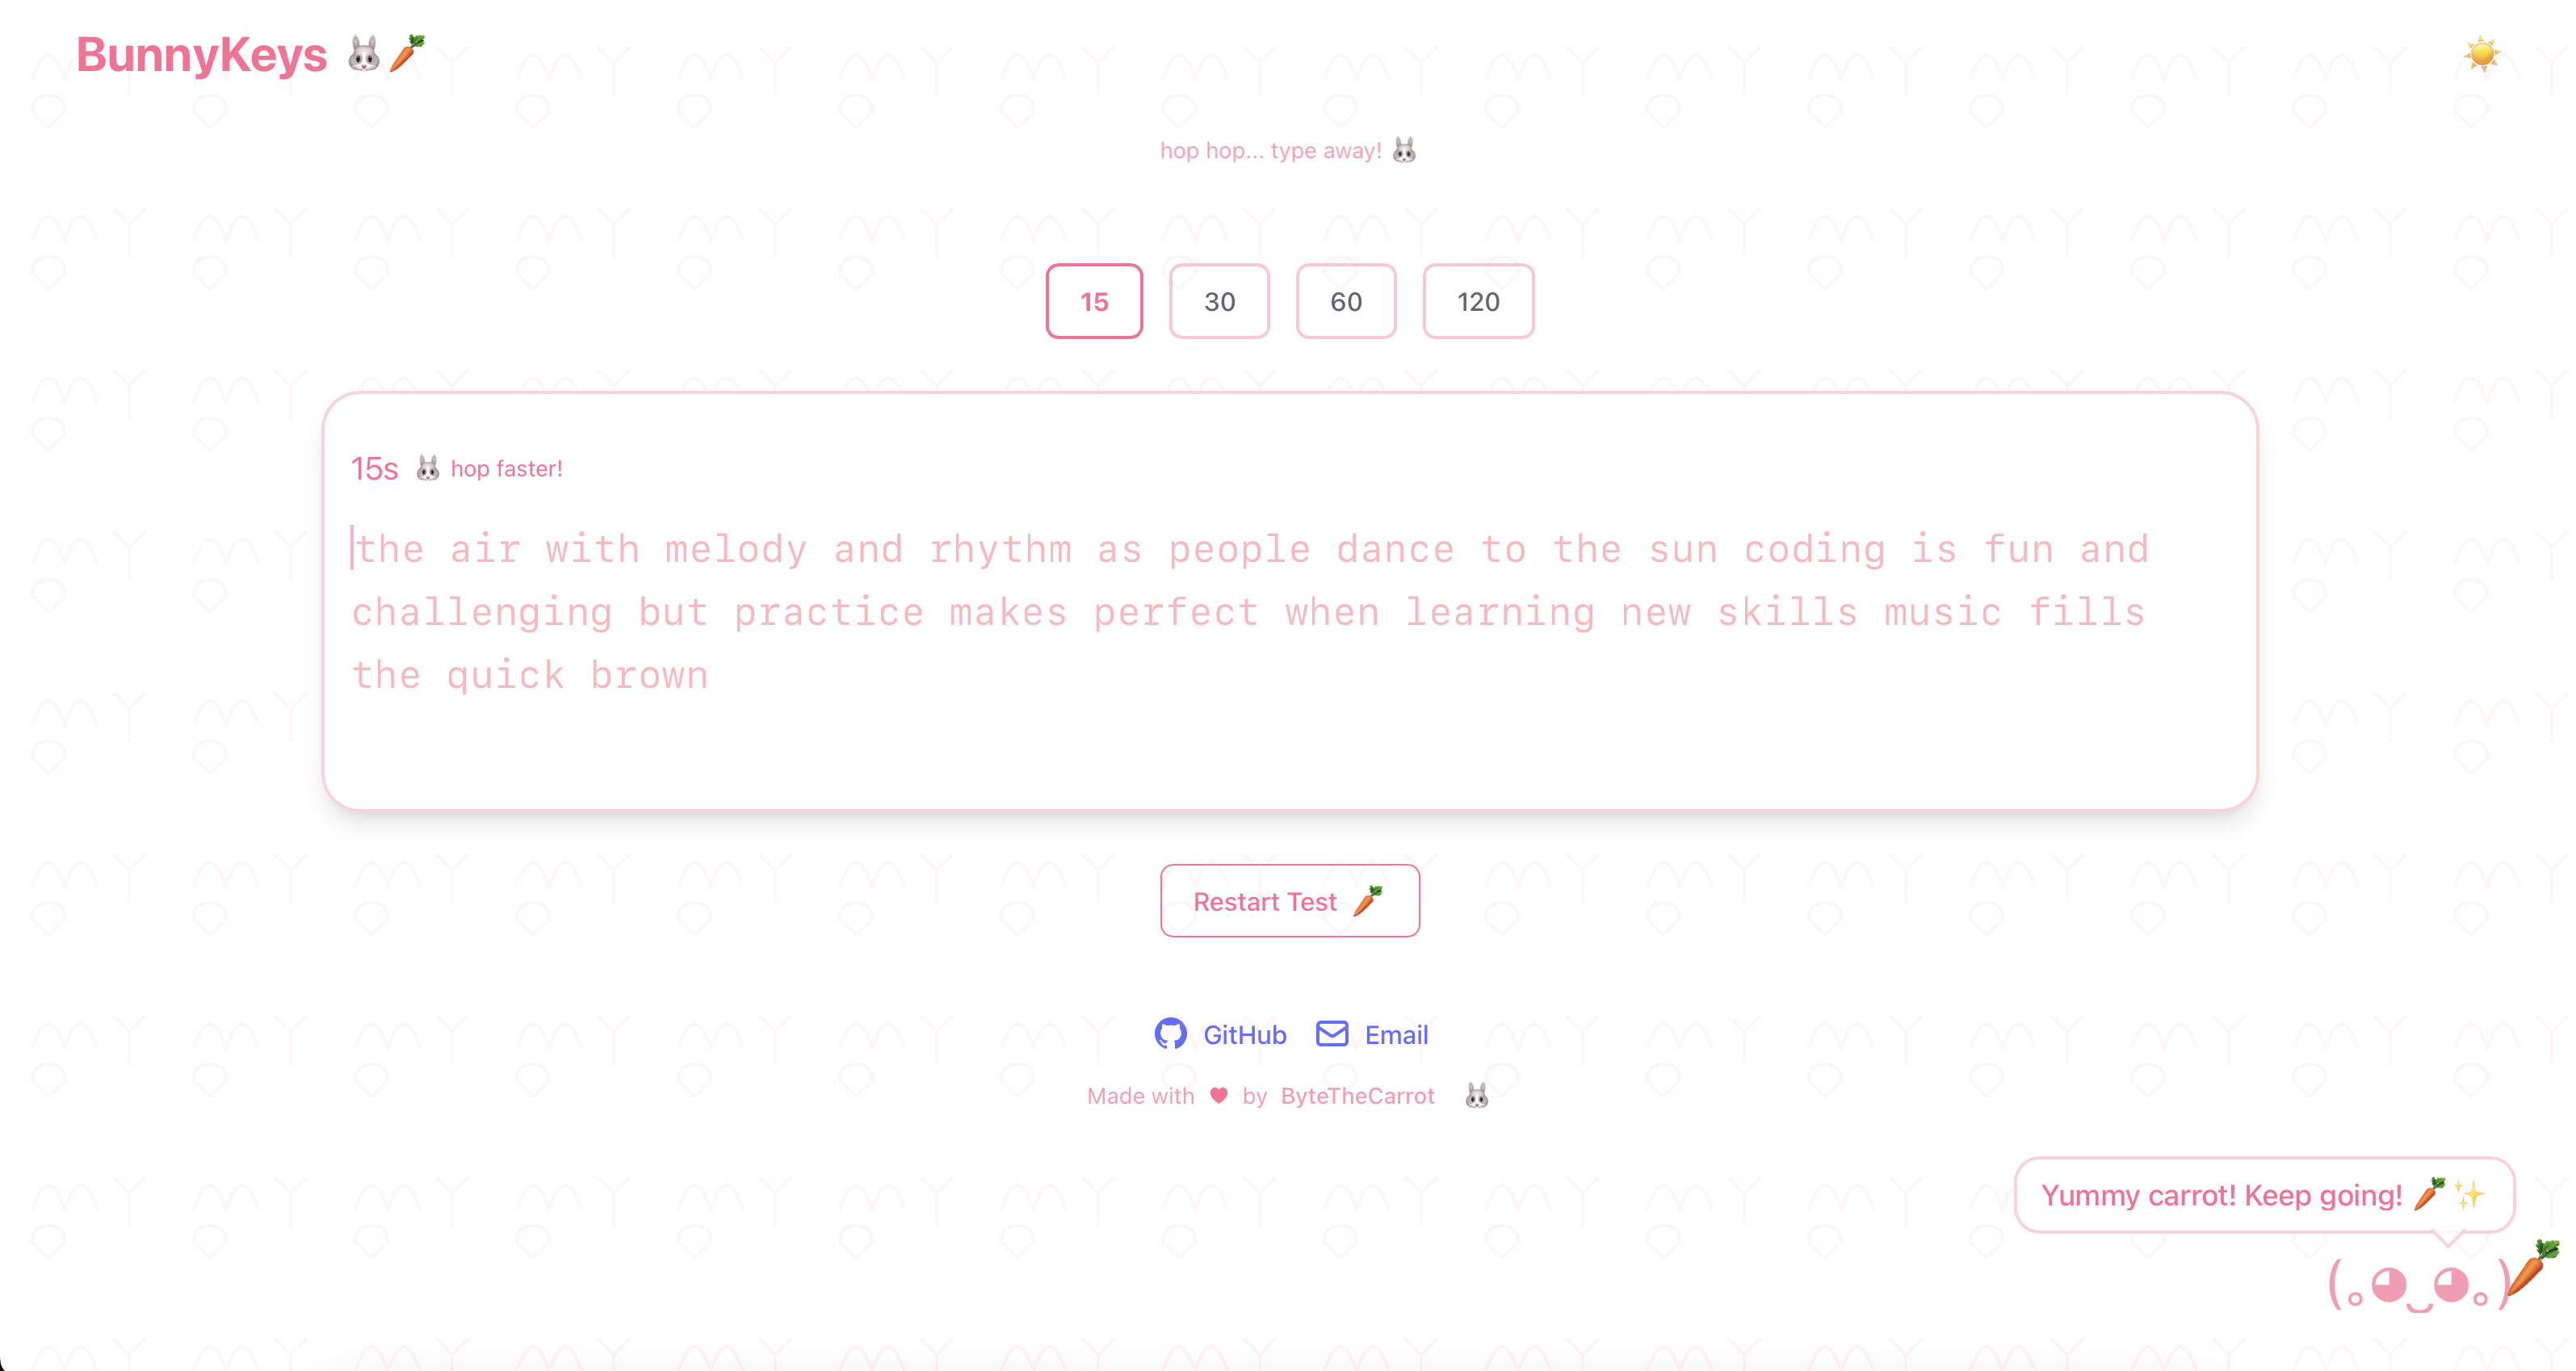 BunnyKeys 🐰🥕
☀️
hop hop... type away! 🐰
15 30 60 120
15s 🐰 hop faster!
the air with melody and rhythm as people dance to the sun coding is fun and
challenging but practice makes perfect when learning new skills music fills
the quick brown
Restart Test 🥕
GitHub Email
Made with ♥ by ByteTheCarrot 🐰
Yummy carrot! Keep going! 🥕✨
(｡◕‿◕｡)🥕